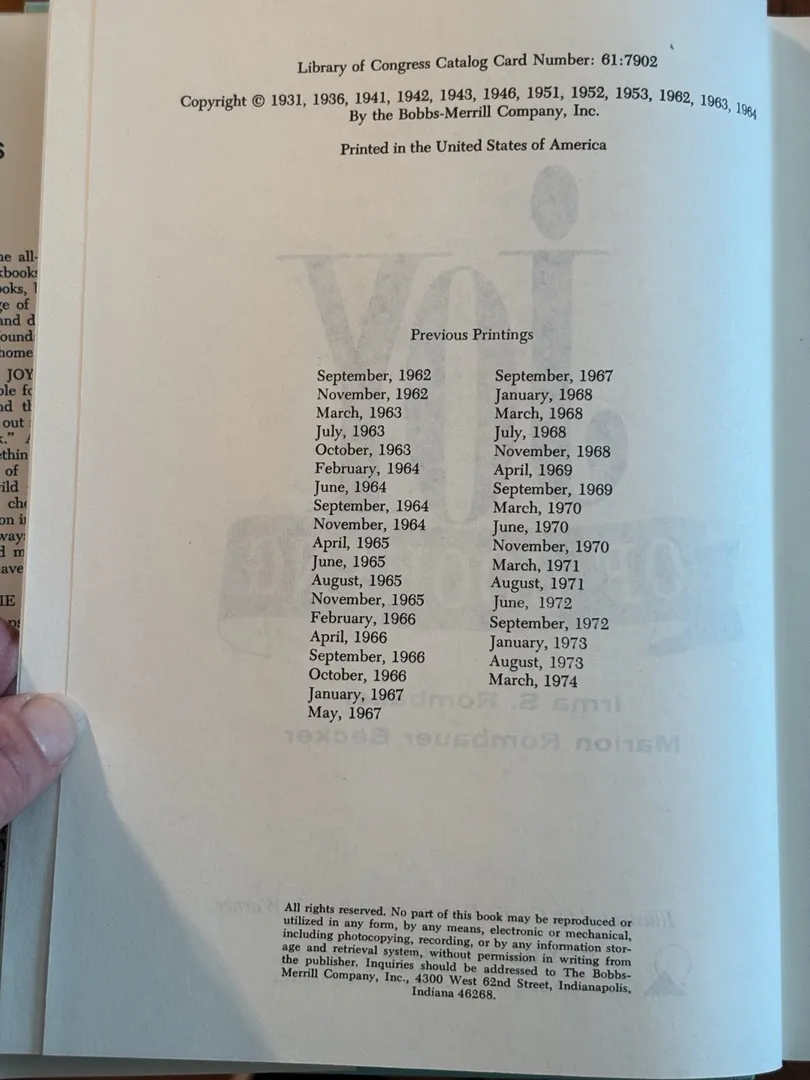 Library of Congress Catalog Card Number: 61:7902
Copyright © 1931, 1936, 1941, 1942, 1943, 1946, 1951, 1952, 1953, 1962, 1963, 1964
By the Bobbs-Merrill Company, Inc.
Printed in the United States of America
Previous Printings
September, 1962
November, 1962
March, 1963
July, 1963
October, 1963
February, 1964
June, 1964
September, 1964
November, 1964
April, 1965
June, 1965
August, 1965
November, 1965
February, 1966
April, 1966
September, 1966
October, 1966
January, 1967
May, 1967
September, 1967
January, 1968
March, 1968
July, 1968
November, 1968
April, 1969
September, 1969
March, 1970
June, 1970
November, 1970
March, 1971
August, 1971
June, 1972
September, 1972
January, 1973
August, 1973
March, 1974
All rights reserved. No part of this book may be reproduced or
utilized in any form, by any means, electronic or mechanical,
including photocopying, recording, or by any information stor-
age and retrieval system, without permission in writing from
the publisher. Inquiries should be addressed to The Bobbs-
Merrill Company, Inc., 4300 West 62nd Street, Indianapolis,
Indiana 46268.